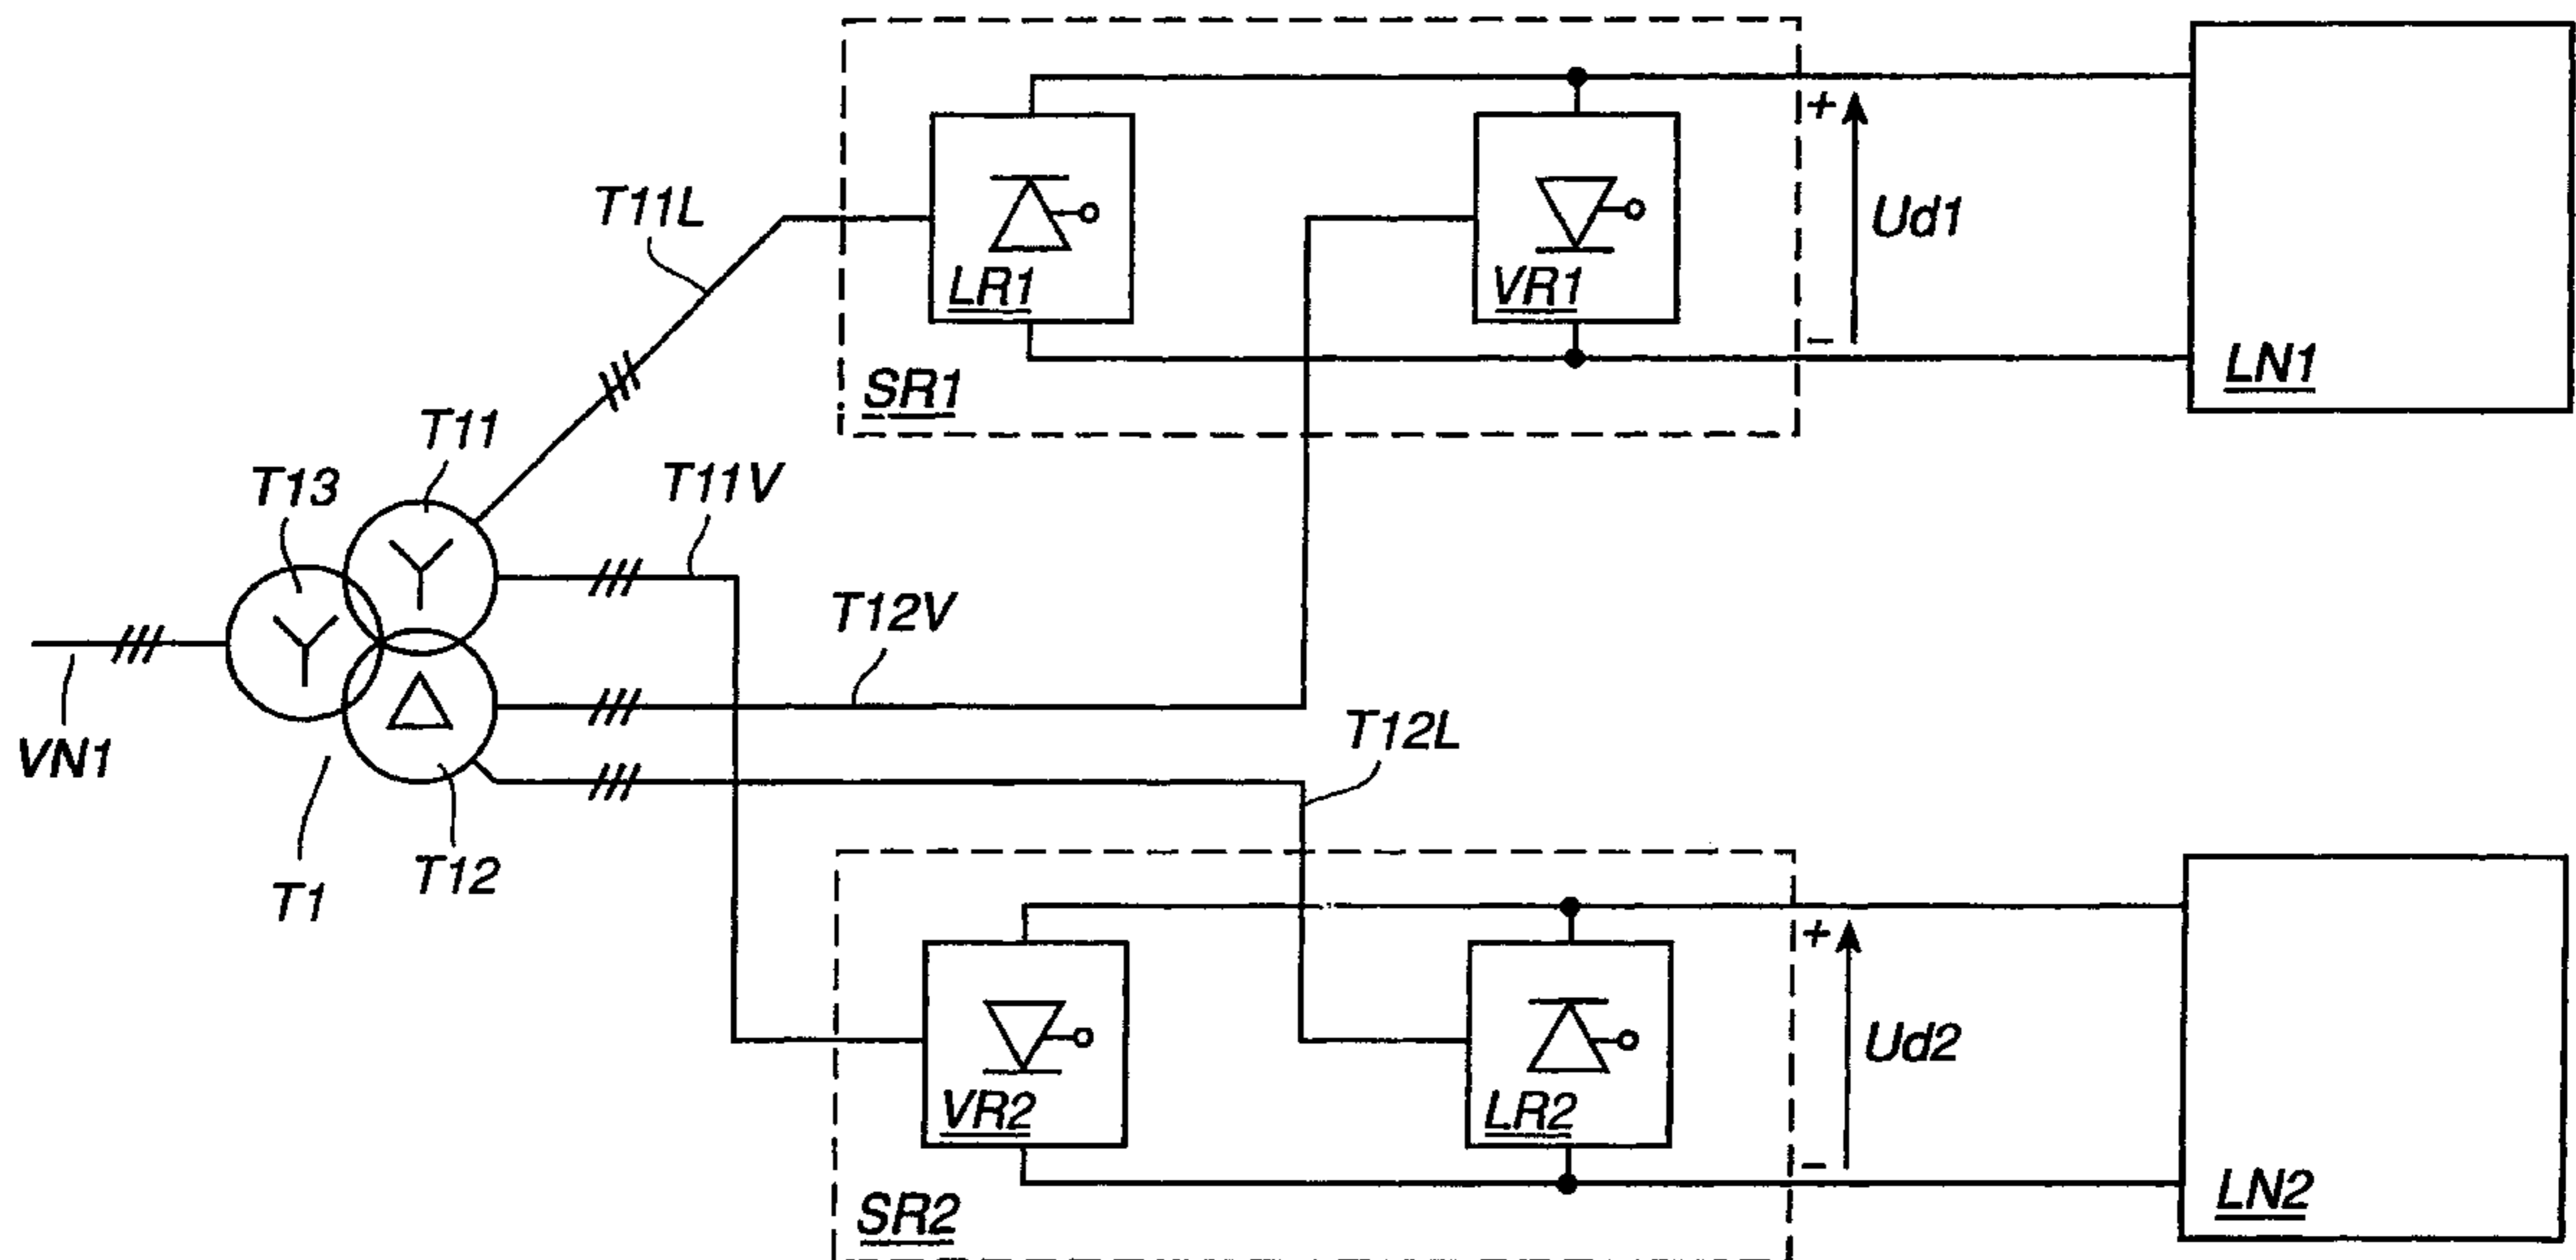 T11L
LR1
VR1
+
Ud1
-
SR1
LN1
T11
T13
T11V
T12V
VN1
T12L
T1
T12
+
Ud2
-
VR2
LR2
SR2
LN2